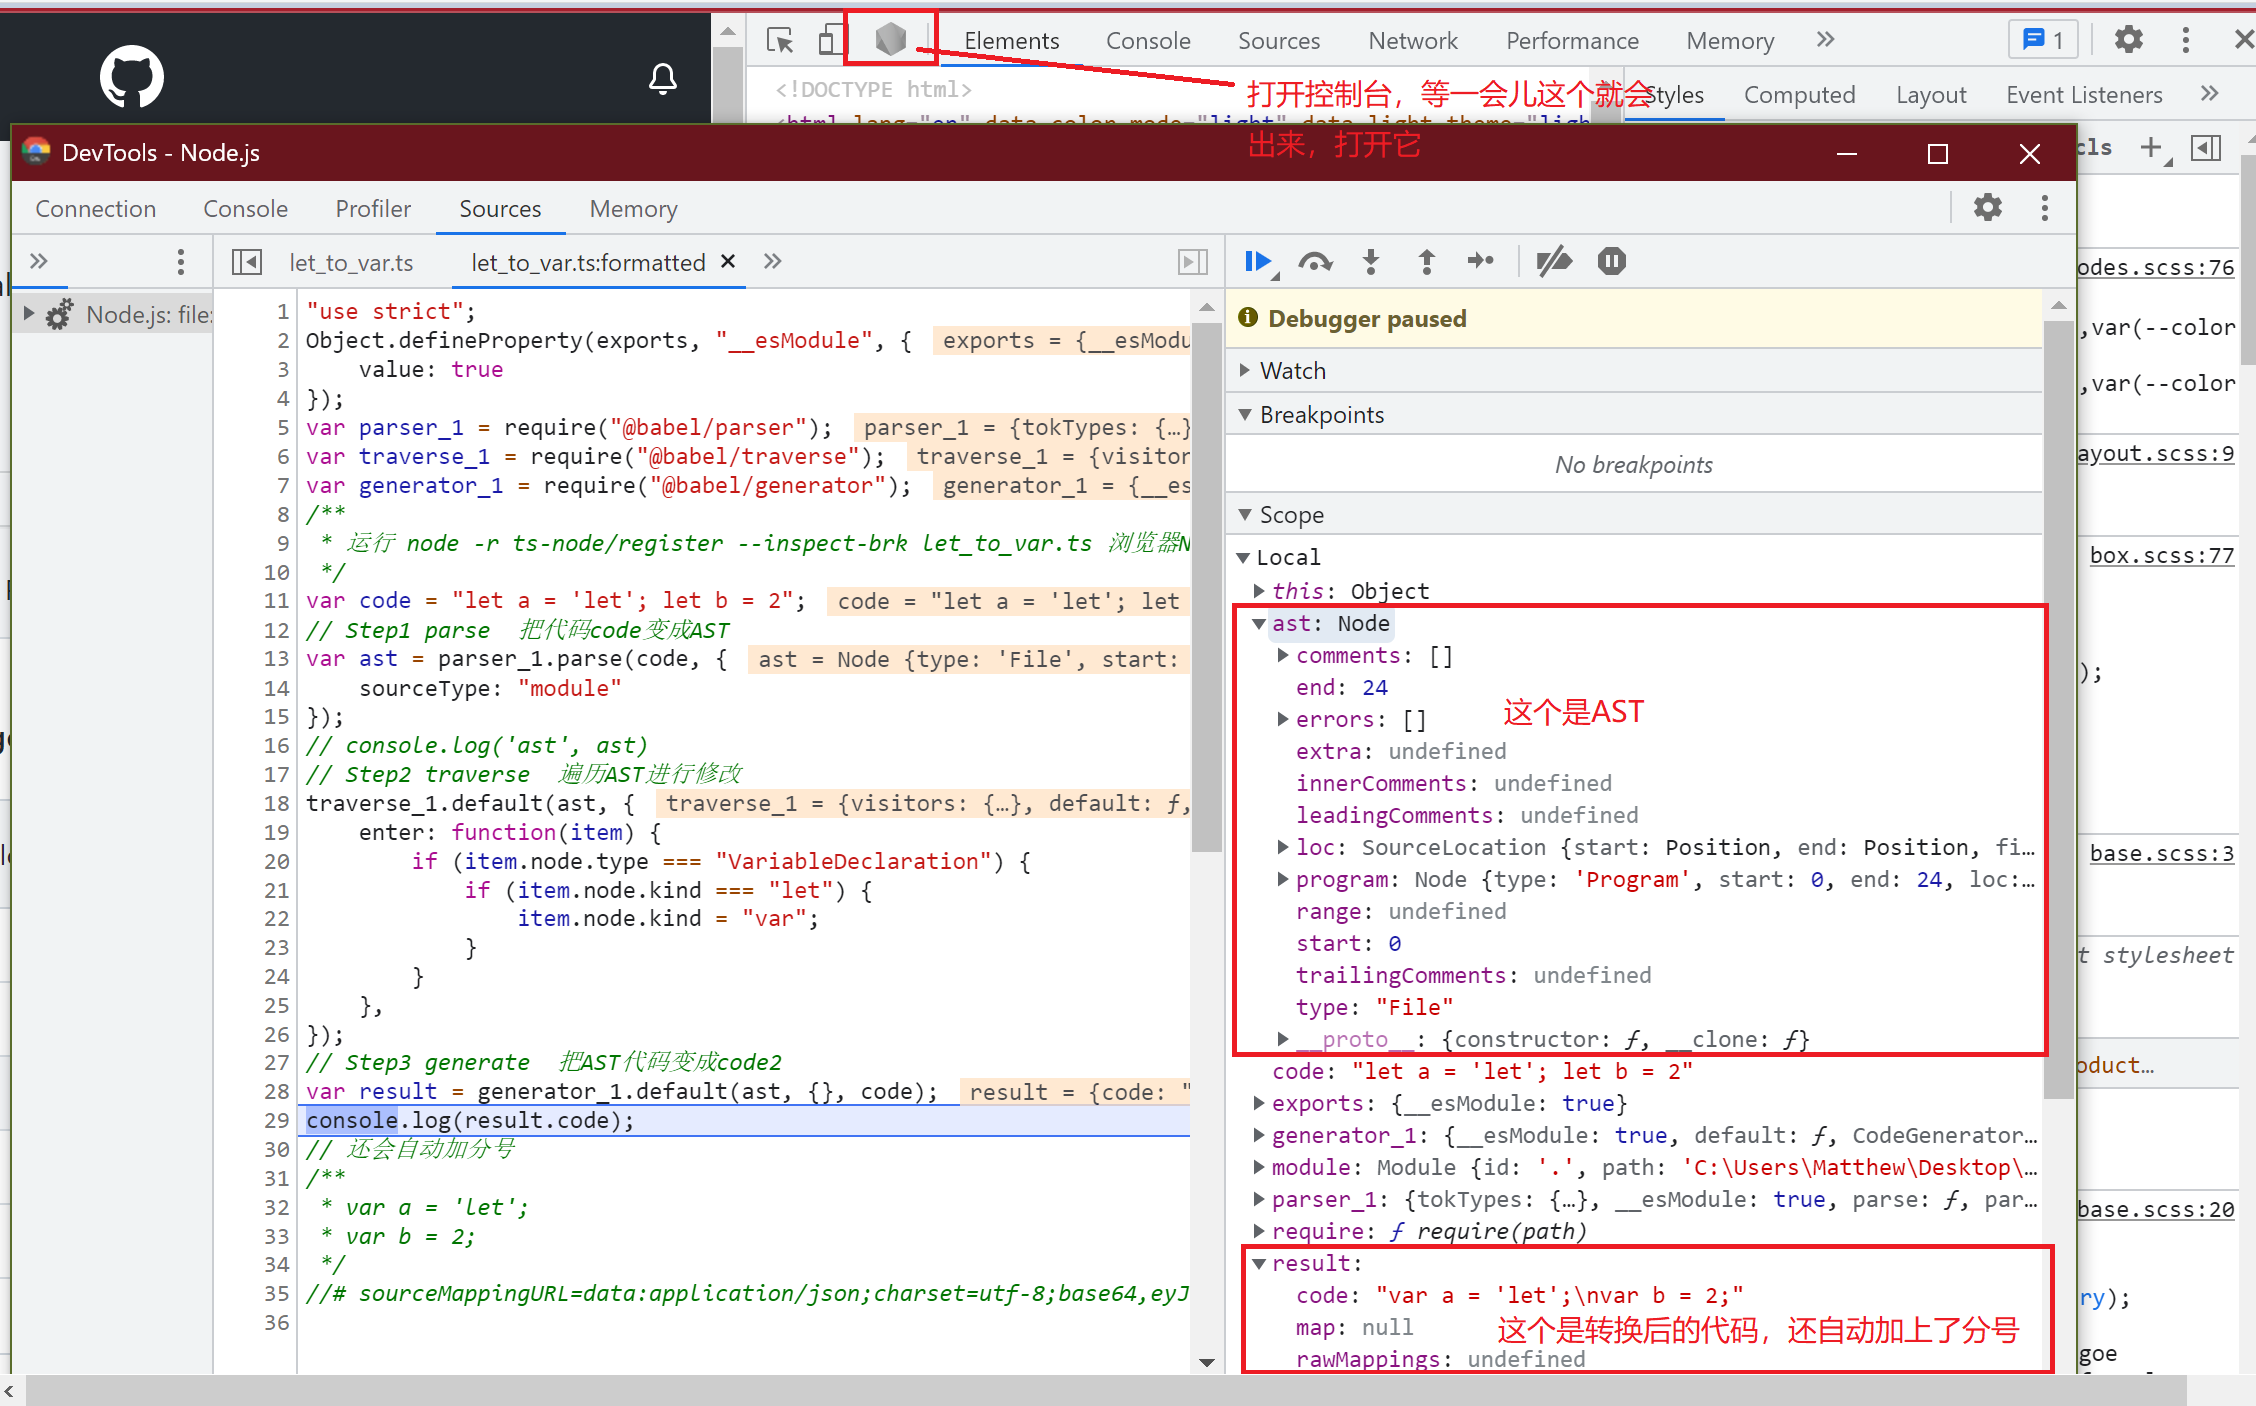 Elements Console Sources Network Performance Memory » 1
<!DOCTYPE html>
打开控制台，等一会儿这个就会
出来，打开它
Styles Computed Layout Event Listeners »
DevTools - Node.js
Connection Console Profiler Sources Memory
» let_to_var.ts let_to_var.ts:formatted × »
Node.js: file:
1 "use strict";
2 Object.defineProperty(exports, "__esModule", { exports = {__esModu
3 value: true
4 });
5 var parser_1 = require("@babel/parser"); parser_1 = {tokTypes: {…}
6 var traverse_1 = require("@babel/traverse"); traverse_1 = {visitor
7 var generator_1 = require("@babel/generator"); generator_1 = {__es
8 /**
9 * 运行 node -r ts-node/register --inspect-brk let_to_var.ts 浏览器N
10 */
11 var code = "let a = 'let'; let b = 2"; code = "let a = 'let'; let
12 // Step1 parse 把代码code变成AST
13 var ast = parser_1.parse(code, { ast = Node {type: 'File', start:
14 sourceType: "module"
15 });
16 // console.log('ast', ast)
17 // Step2 traverse 遍历AST进行修改
18 traverse_1.default(ast, { traverse_1 = {visitors: {…}, default: ƒ,
19 enter: function(item) {
20 if (item.node.type === "VariableDeclaration") {
21 if (item.node.kind === "let") {
22 item.node.kind = "var";
23 }
24 }
25 },
26 });
27 // Step3 generate 把AST代码变成code2
28 var result = generator_1.default(ast, {}, code); result = {code: "
29 console.log(result.code);
30 // 还会自动加分号
31 /**
32 * var a = 'let';
33 * var b = 2;
34 */
35 //# sourceMappingURL=data:application/json;charset=utf-8;base64,eyJ
36
Debugger paused
Watch
Breakpoints
No breakpoints
Scope
Local
this: Object
ast: Node
comments: []
end: 24
errors: []
这个是AST
extra: undefined
innerComments: undefined
leadingComments: undefined
loc: SourceLocation {start: Position, end: Position, fi…
program: Node {type: 'Program', start: 0, end: 24, loc:…
range: undefined
start: 0
trailingComments: undefined
type: "File"
__proto__: {constructor: ƒ, __clone: ƒ}
code: "let a = 'let'; let b = 2"
exports: {__esModule: true}
generator_1: {__esModule: true, default: ƒ, CodeGenerator…
module: Module {id: '.', path: 'C:\Users\Matthew\Desktop\…
parser_1: {tokTypes: {…}, __esModule: true, parse: ƒ, par…
require: ƒ require(path)
result:
code: "var a = 'let';\nvar b = 2;"
map: null
这个是转换后的代码，还自动加上了分号
rawMappings: undefined
cls
odes.scss:76
,var(--color
,var(--color
ayout.scss:9
box.scss:77
);
base.scss:3
t stylesheet
oduct…
base.scss:20
ry);
goe